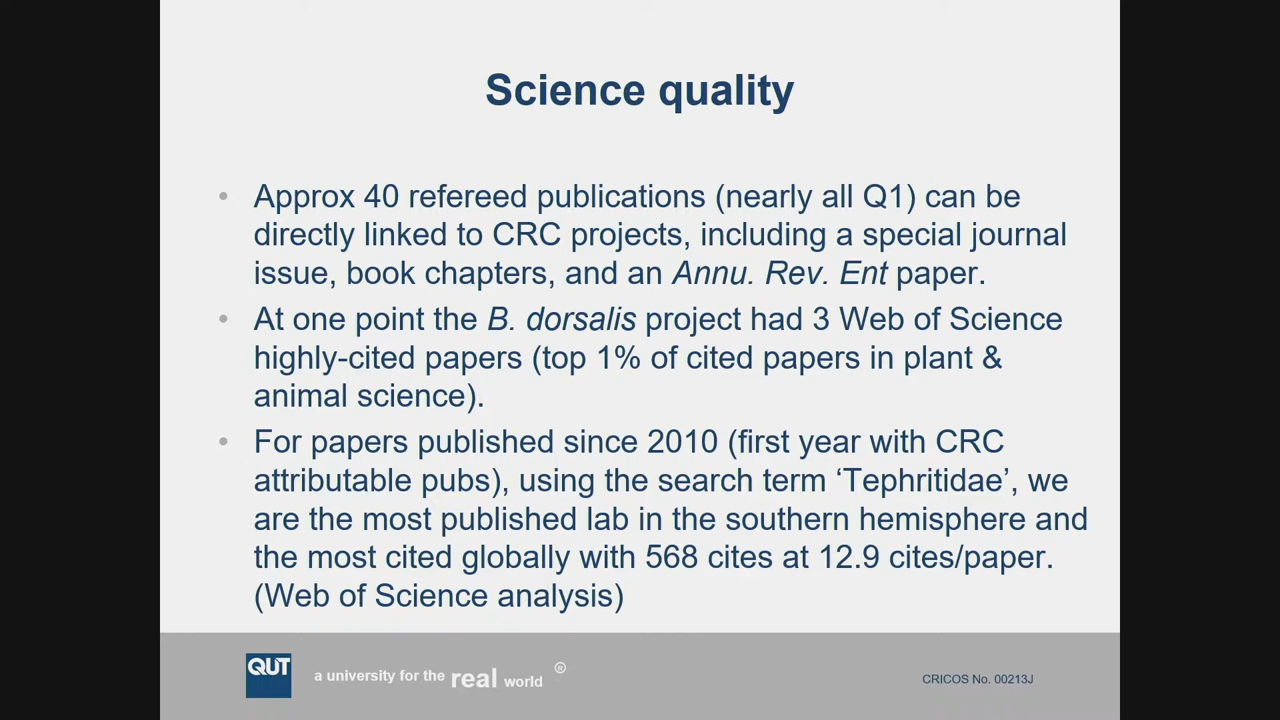 Science quality
• Approx 40 refereed publications (nearly all Q1) can be
directly linked to CRC projects, including a special journal
issue, book chapters, and an Annu. Rev. Ent paper.
• At one point the B. dorsalis project had 3 Web of Science
highly-cited papers (top 1% of cited papers in plant &
animal science).
• For papers published since 2010 (first year with CRC
attributable pubs), using the search term ‘Tephritidae’, we
are the most published lab in the southern hemisphere and
the most cited globally with 568 cites at 12.9 cites/paper.
(Web of Science analysis)
QUT
a university for the real world ®
CRICOS No. 00213J